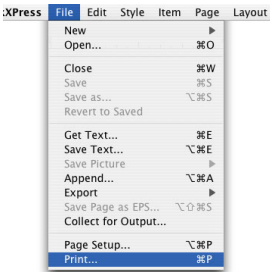 kXPress File Edit Style Item Page Layout
New
Open... ⌘O
Close ⌘W
Save ⌘S
Save as... ⌥⌘S
Revert to Saved
Get Text... ⌘E
Save Text... ⌥⌘E
Save Picture
Append... ⌥⌘A
Export
Save Page as EPS... ⌥⇧⌘S
Collect for Output...
Page Setup... ⌥⌘P
Print... ⌘P